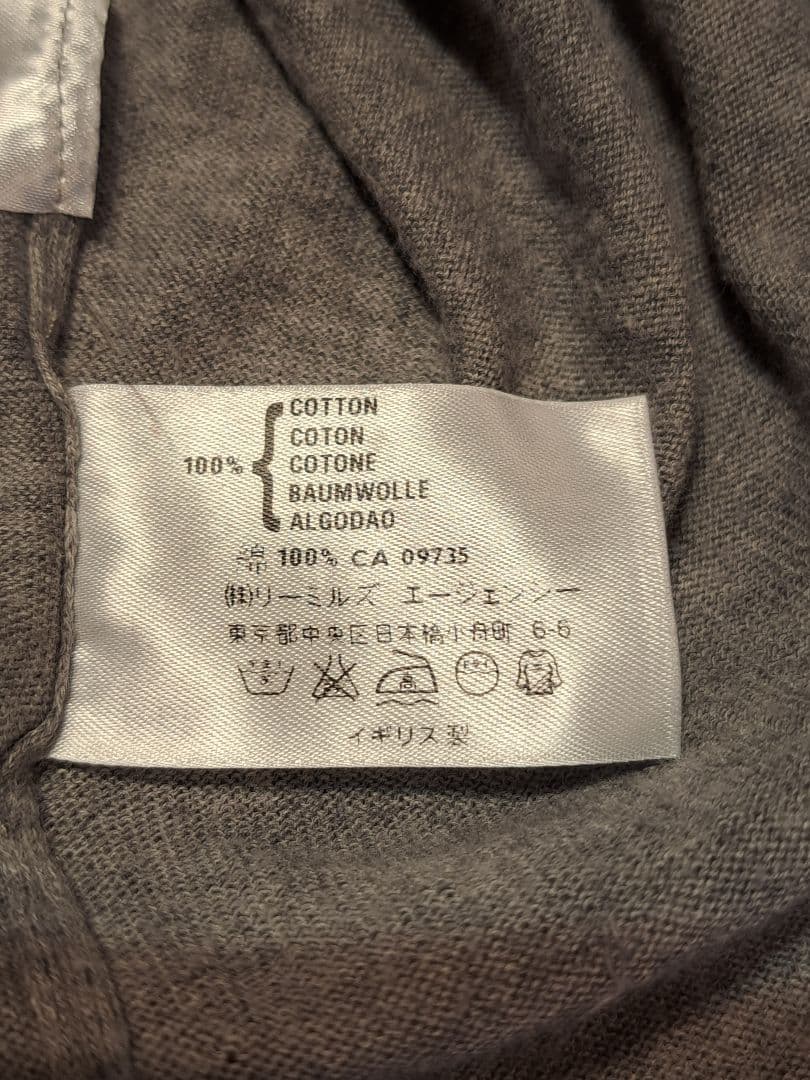 100%
COTTON
COTON
COTONE
BAUMWOLLE
ALGODAO
綿 100% CA 09735
(株)リーミルズ エージェンシー
東京都中央区日本橋小舟町 6-6
高
イギリス製